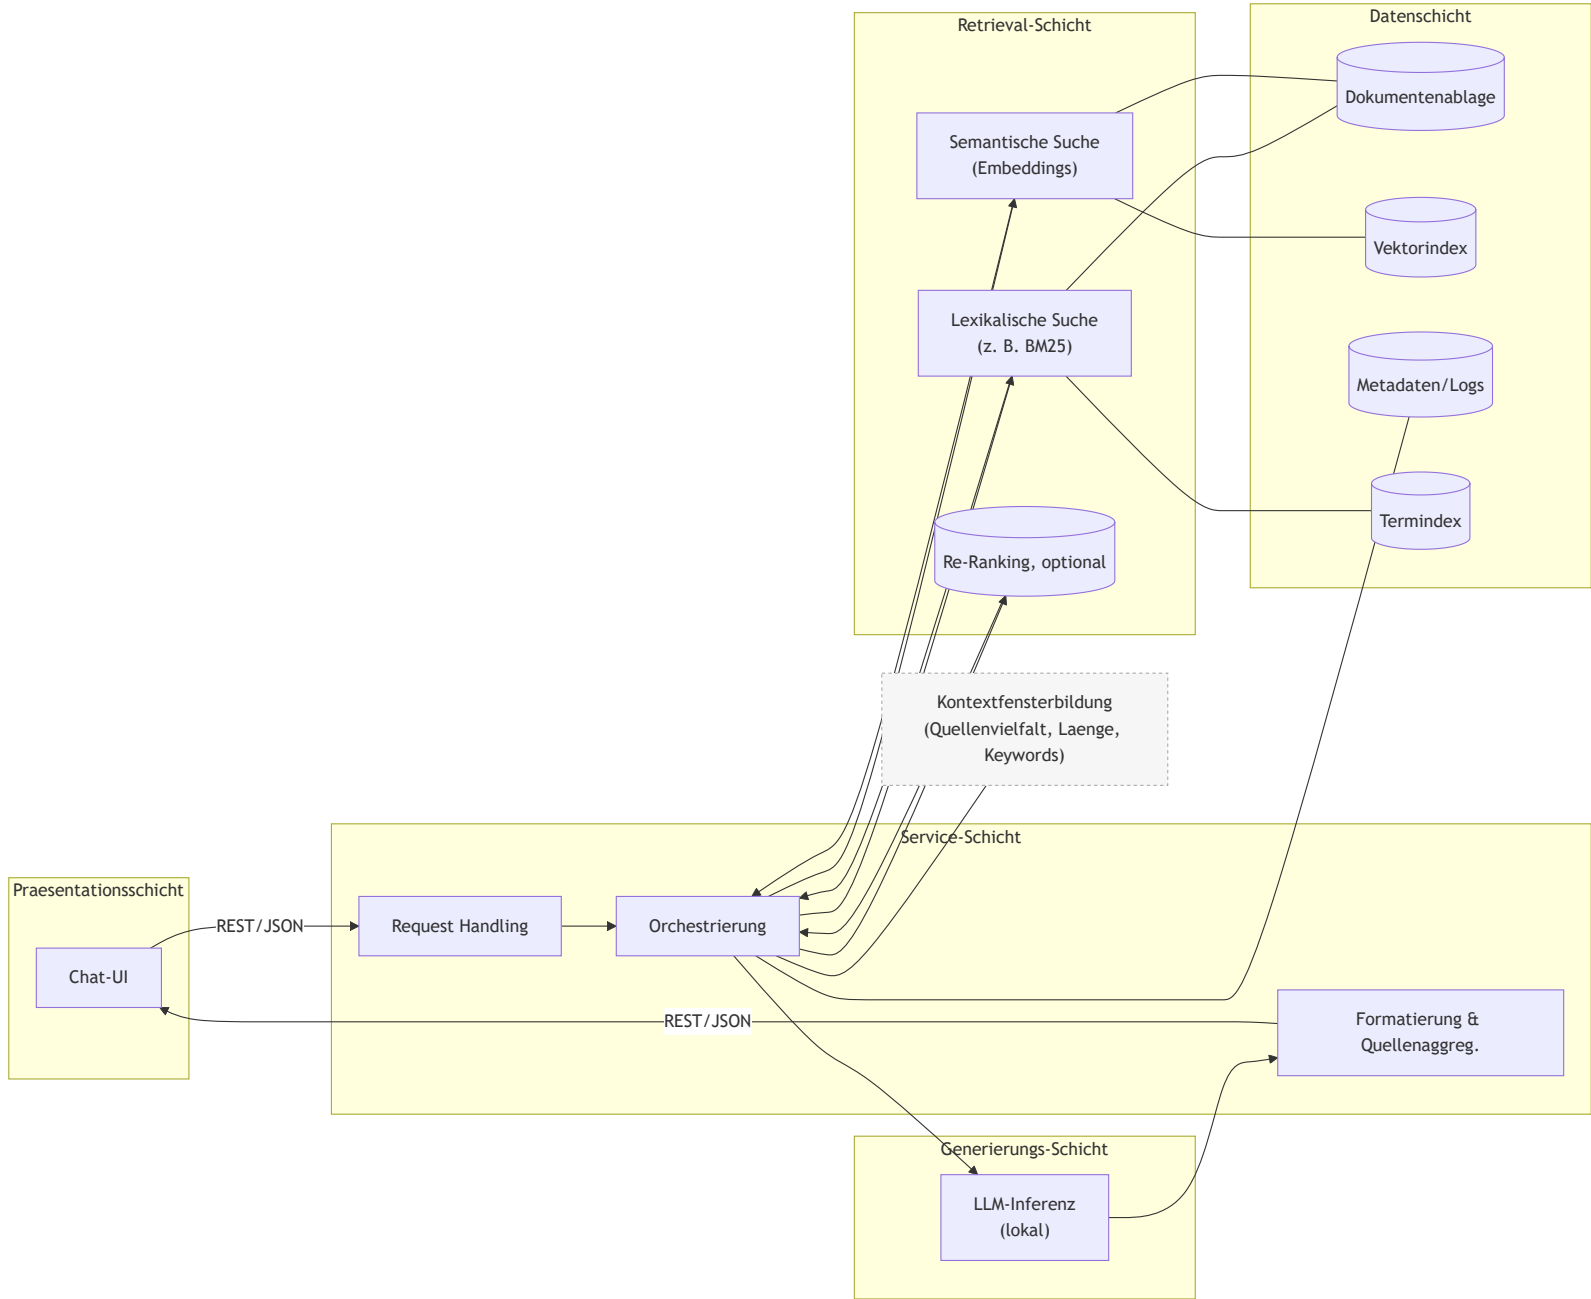 Retrieval-Schicht
Datenschicht
Dokumentenablage
Semantische Suche
(Embeddings)
Vektorindex
Lexikalische Suche
(z. B. BM25)
Metadaten/Logs
Termindex
Re-Ranking, optional
Kontextfensterbildung
(Quellenvielfalt, Laenge,
Keywords)
Service-Schicht
Praesentationsschicht
REST/JSON
Request Handling
Orchestrierung
Chat-UI
REST/JSON
Formatierung &
Quellenaggreg.
Generierungs-Schicht
LLM-Inferenz
(lokal)